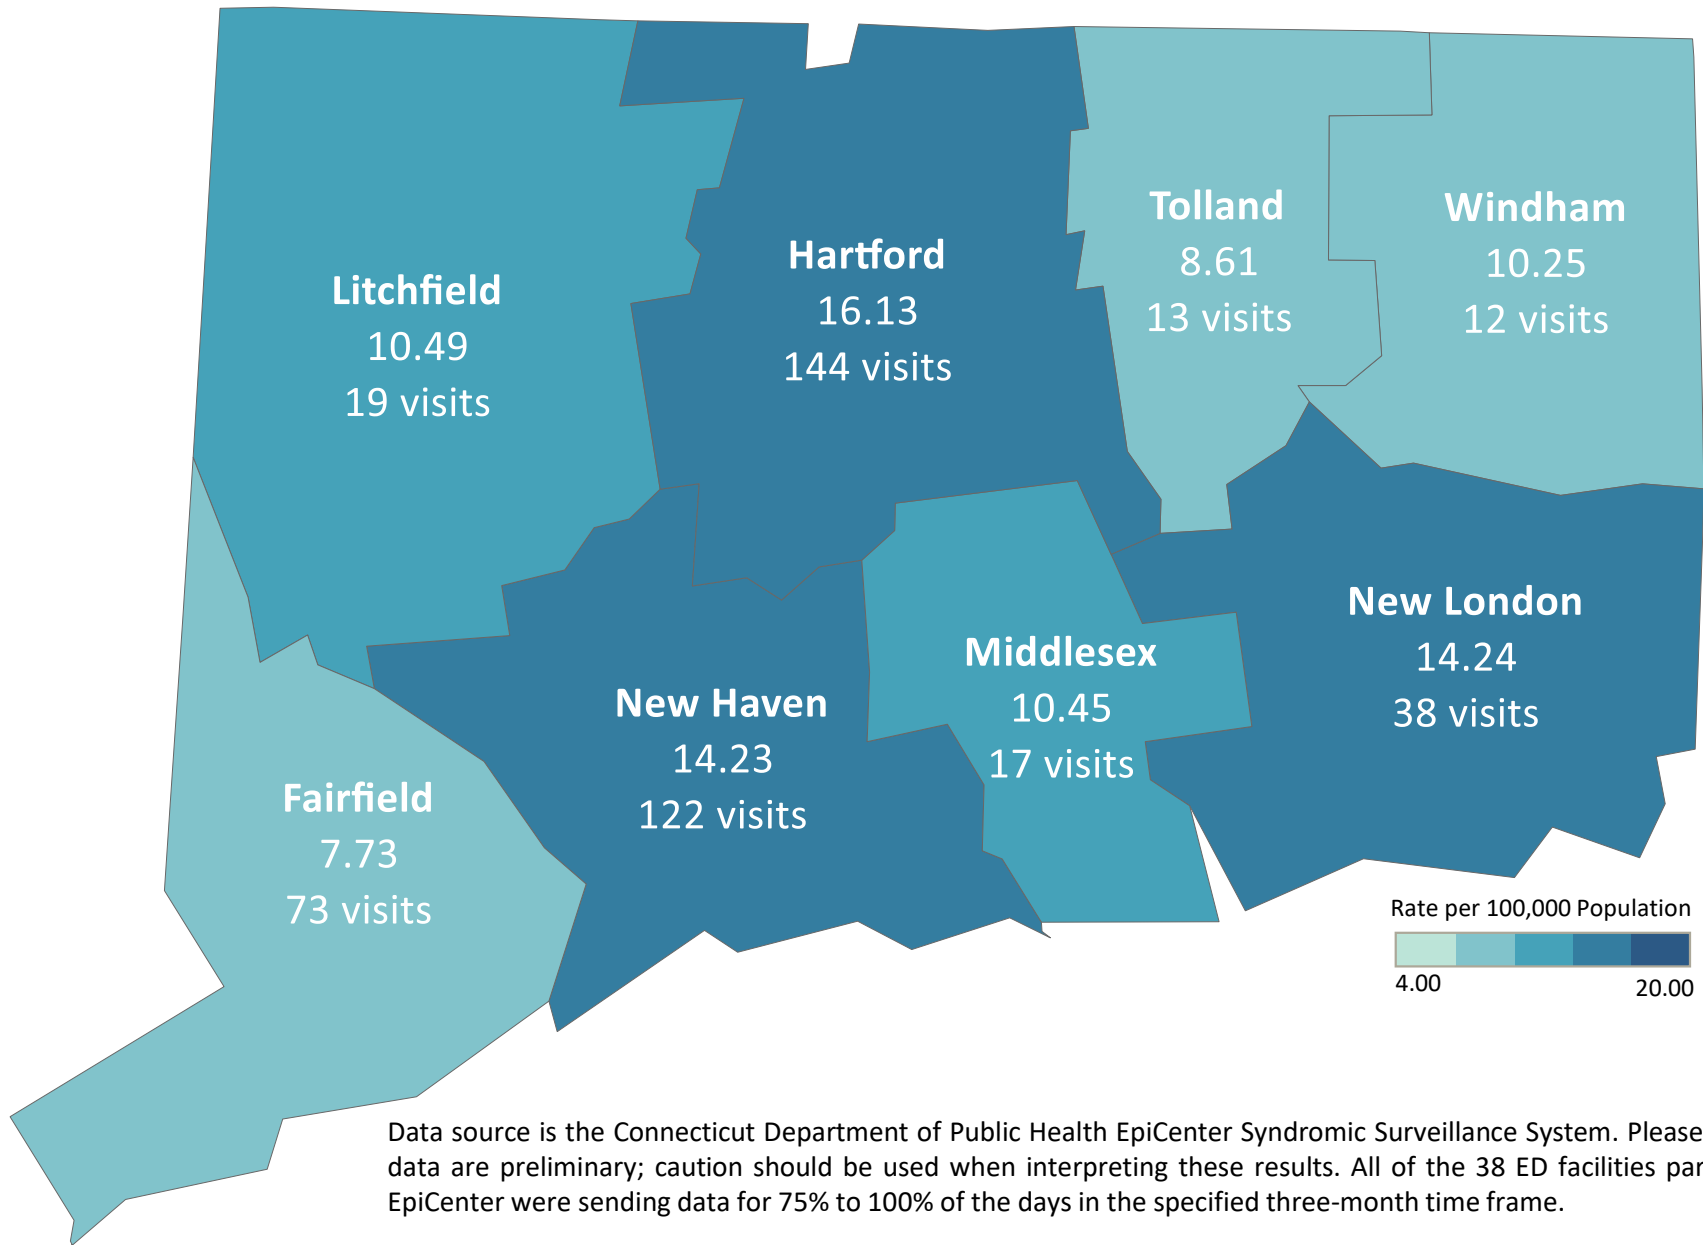 Litchfield
10.49
19 visits
Hartford
16.13
144 visits
Tolland
8.61
13 visits
Windham
10.25
12 visits
Fairfield
7.73
73 visits
New Haven
14.23
122 visits
Middlesex
10.45
17 visits
New London
14.24
38 visits
Rate per 100,000 Population
4.00
20.00
Data source is the Connecticut Department of Public Health EpiCenter Syndromic Surveillance System. Please
data are preliminary; caution should be used when interpreting these results. All of the 38 ED facilities par
EpiCenter were sending data for 75% to 100% of the days in the specified three-month time frame.